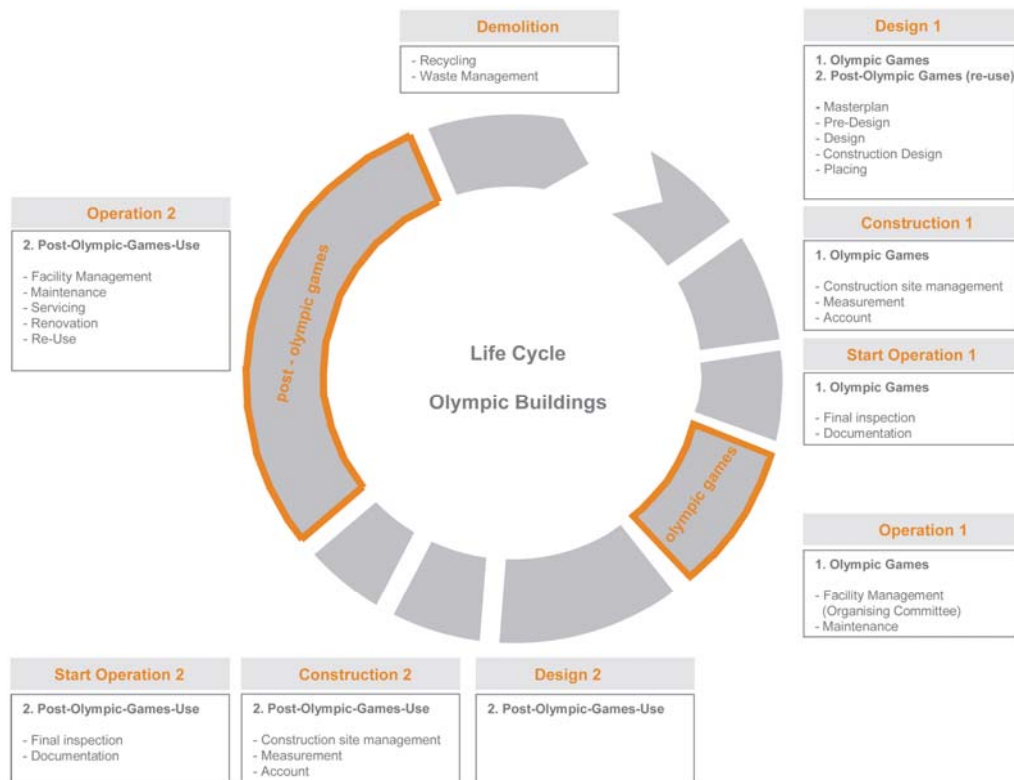 Demolition
- Recycling
- Waste Management
Design 1
1. Olympic Games
2. Post-Olympic Games (re-use)
- Masterplan
- Pre-Design
- Design
- Construction Design
- Placing
Construction 1
1. Olympic Games
- Construction site management
- Measurement
- Account
Start Operation 1
1. Olympic Games
- Final inspection
- Documentation
Operation 1
1. Olympic Games
- Facility Management
(Organising Committee)
- Maintenance
Design 2
2. Post-Olympic-Games-Use
Construction 2
2. Post-Olympic-Games-Use
- Construction site management
- Measurement
- Account
Start Operation 2
2. Post-Olympic-Games-Use
- Final inspection
- Documentation
Operation 2
2. Post-Olympic-Games-Use
- Facility Management
- Maintenance
- Servicing
- Renovation
- Re-Use
post - olympic games
Life Cycle
Olympic Buildings
olympic games